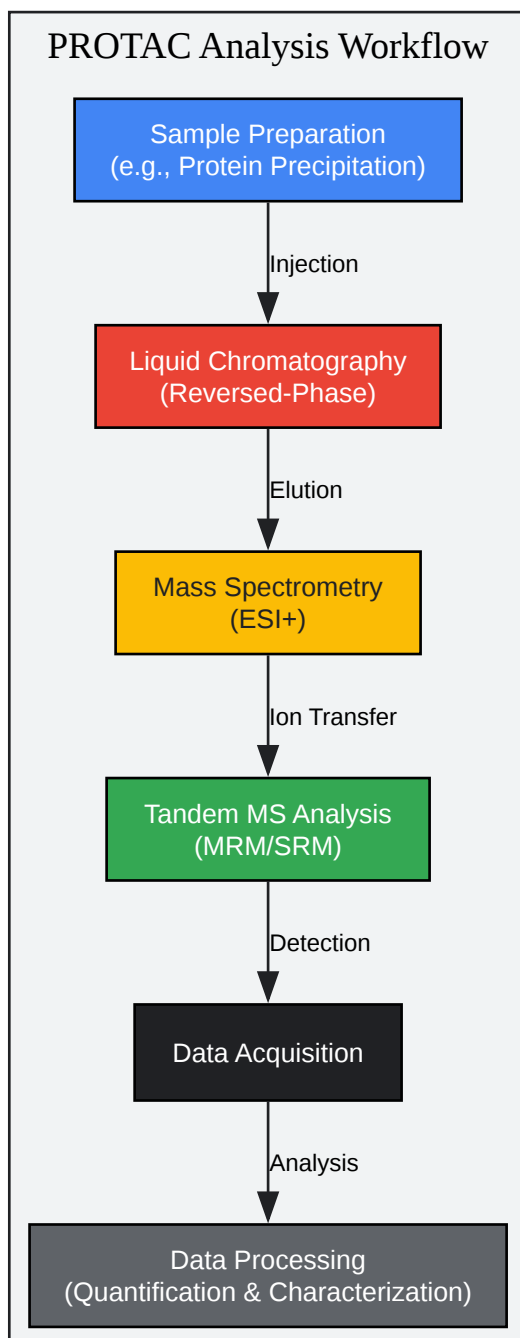 PROTAC Analysis Workflow
Sample Preparation
(e.g., Protein Precipitation)
Injection
Liquid Chromatography
(Reversed-Phase)
Elution
Mass Spectrometry
(ESI+)
Ion Transfer
Tandem MS Analysis
(MRM/SRM)
Detection
Data Acquisition
Analysis
Data Processing
(Quantification & Characterization)